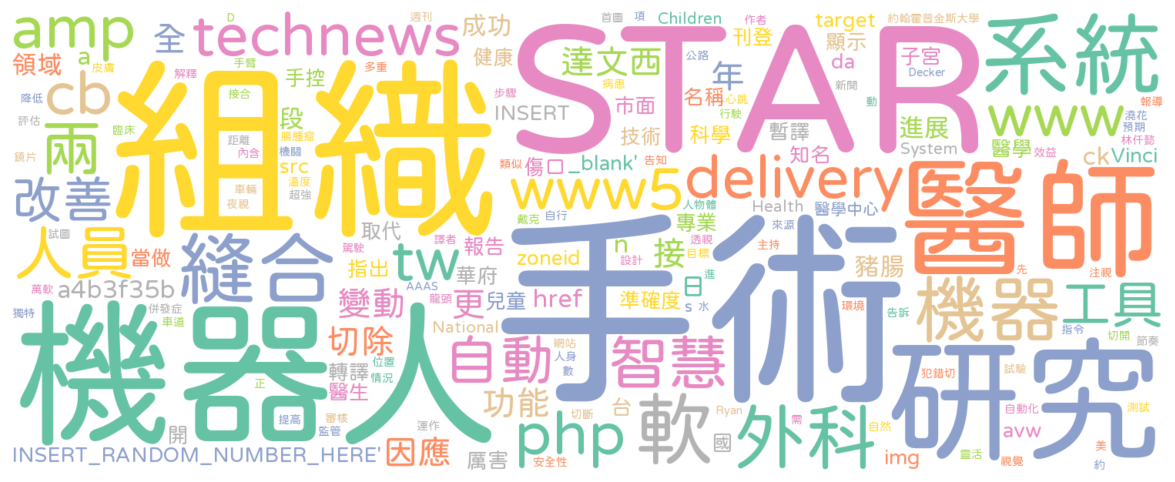 amp
technews
全
成功
週刊
D
首圖
項
Children
target
作者
約翰霍普金斯大學
STAR
系統
領域
a
皮膚
解釋
手臂
多重
健康
達文西
公路
刊登
顯示
da
子宮
Decker
新聞
組織
cb
手控
步驟
病患
年
降低
接合
INSERT
市面
名稱
心跳
行駛
動
報導
www
澆花
預期
評估
兩
臨床
段
腫腫瘤
技術
科學
暫譯
進展
林仟懿
鏡片
距離
機關
內含
src
類似
傷口
_blank'
告知
知名
System
醫學
效益
ck
Vinci
改善
車輛
溫度
夜視
超強
www5
delivery
醫師
試圖
人員
當做
縫合
取代
戴克
自行
人物體
Health
醫學中心
專業
來源
駕駛
譯者
報告
n
透視
目標
主持
注視
a4b3f35b
指出
tw
華府
zoneid
設計
接
豬腸
先
萬軟
AAAS
變動
龍頭
更
兒童
href
準確度
日
進
s
水
環境
告訴
機器
工具
獨特
併發症
車道
National
手術
指令
切開
節奏
機器人
切除
位置
網站
人身
自動
智慧
研究
轉譯
情況
數
犯錯切
試驗
正
醫生
功能
台
軟
Ryan
需
外科
自動化
測試
提高
審核
切斷
國
自然
avw
美
開
監管
運作
php
靈活
INSERT_RANDOM_NUMBER_HERE'
因應
厲害
安全性
img
視覺
約